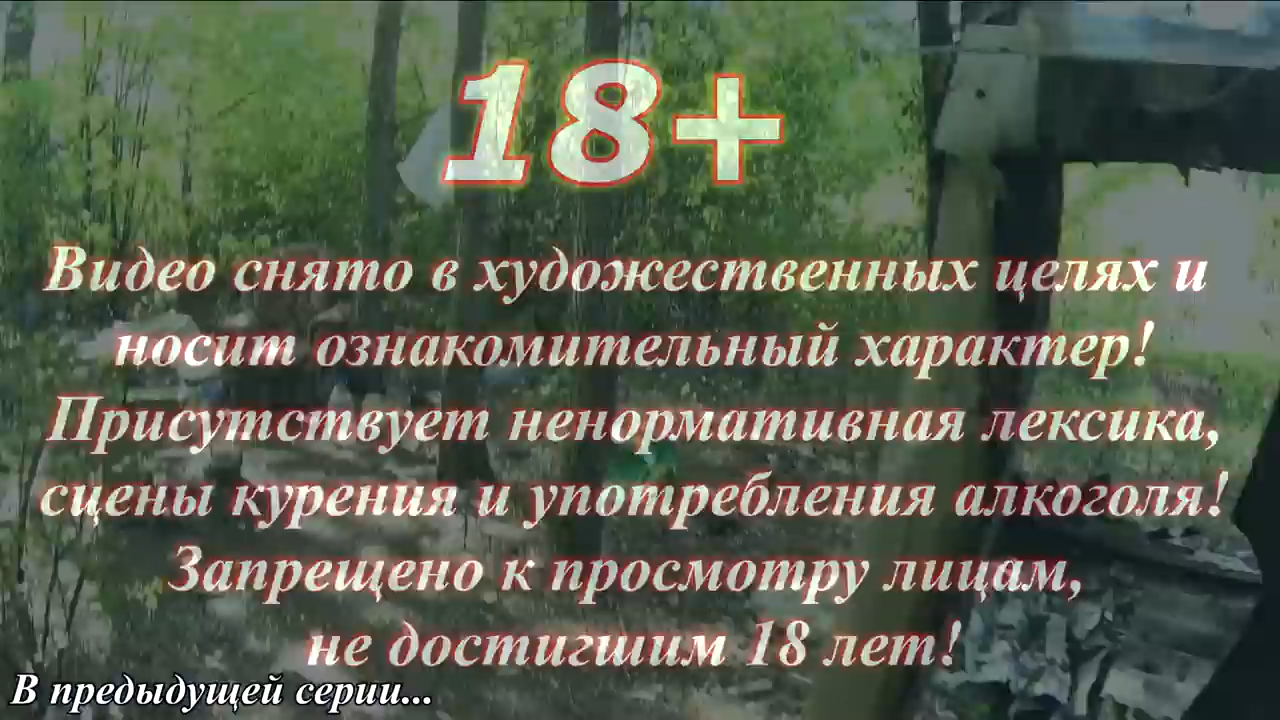 18+
Видео снято в художественных целях и
носит ознакомительный характер!
Присутствует ненормативная лексика,
сцены курения и употребления алкоголя!
Запрещено к просмотру лицам,
не достигшим 18 лет!
В предыдущей серии...